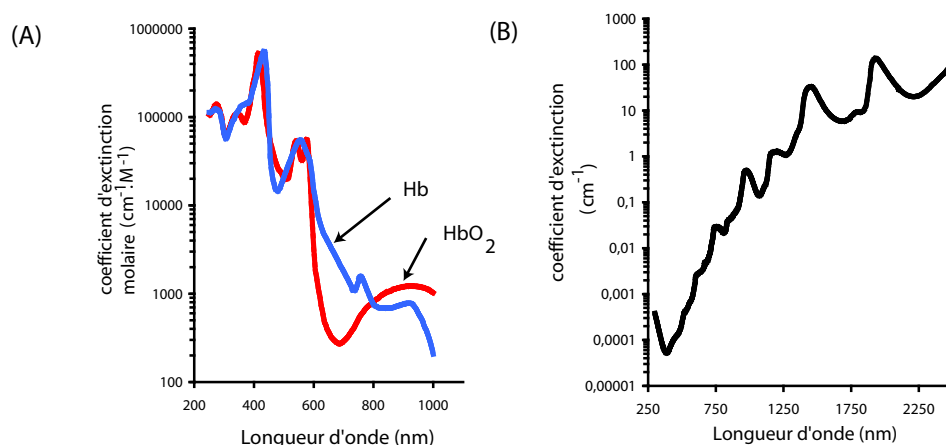 (A)
coefficient d'exctinction
molaire (cm-1.M-1)
1000000
100000
10000
1000
100
200 400 600 800 1000
Longueur d'onde (nm)
Hb
HbO2
(B)
coefficient d'exctinction
(cm-1)
1000
100
10
1
0,1
0,01
0,001
0,0001
0,00001
250 750 1250 1750 2250
Longueur d'onde (nm)